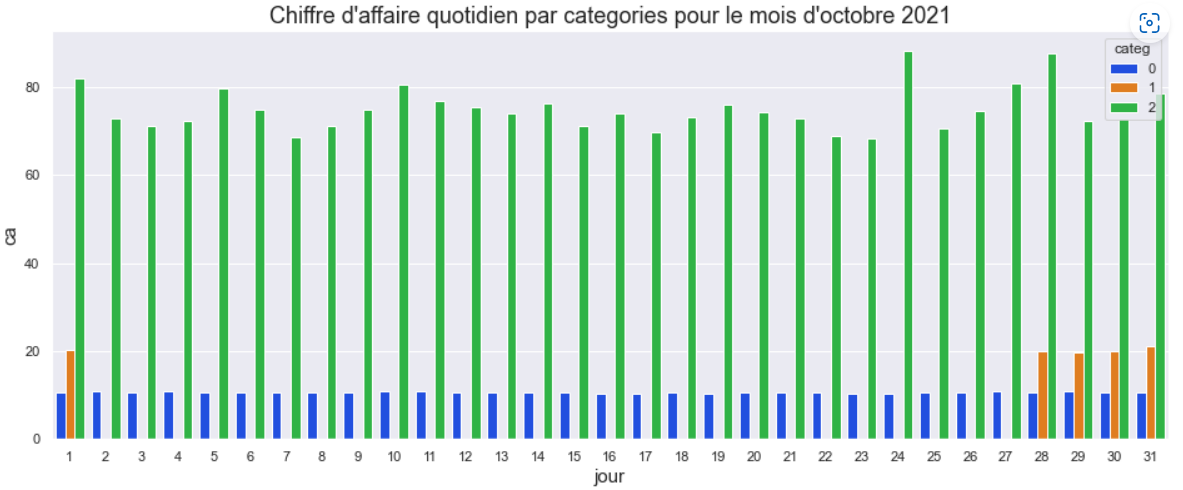 Chiffre d'affaire quotidien par categories pour le mois d'octobre 2021
categ
0
1
2
80
60
40
20
0
ca
1 2 3 4 5 6 7 8 9 10 11 12 13 14 15 16 17 18 19 20 21 22 23 24 25 26 27 28 29 30 31
jour